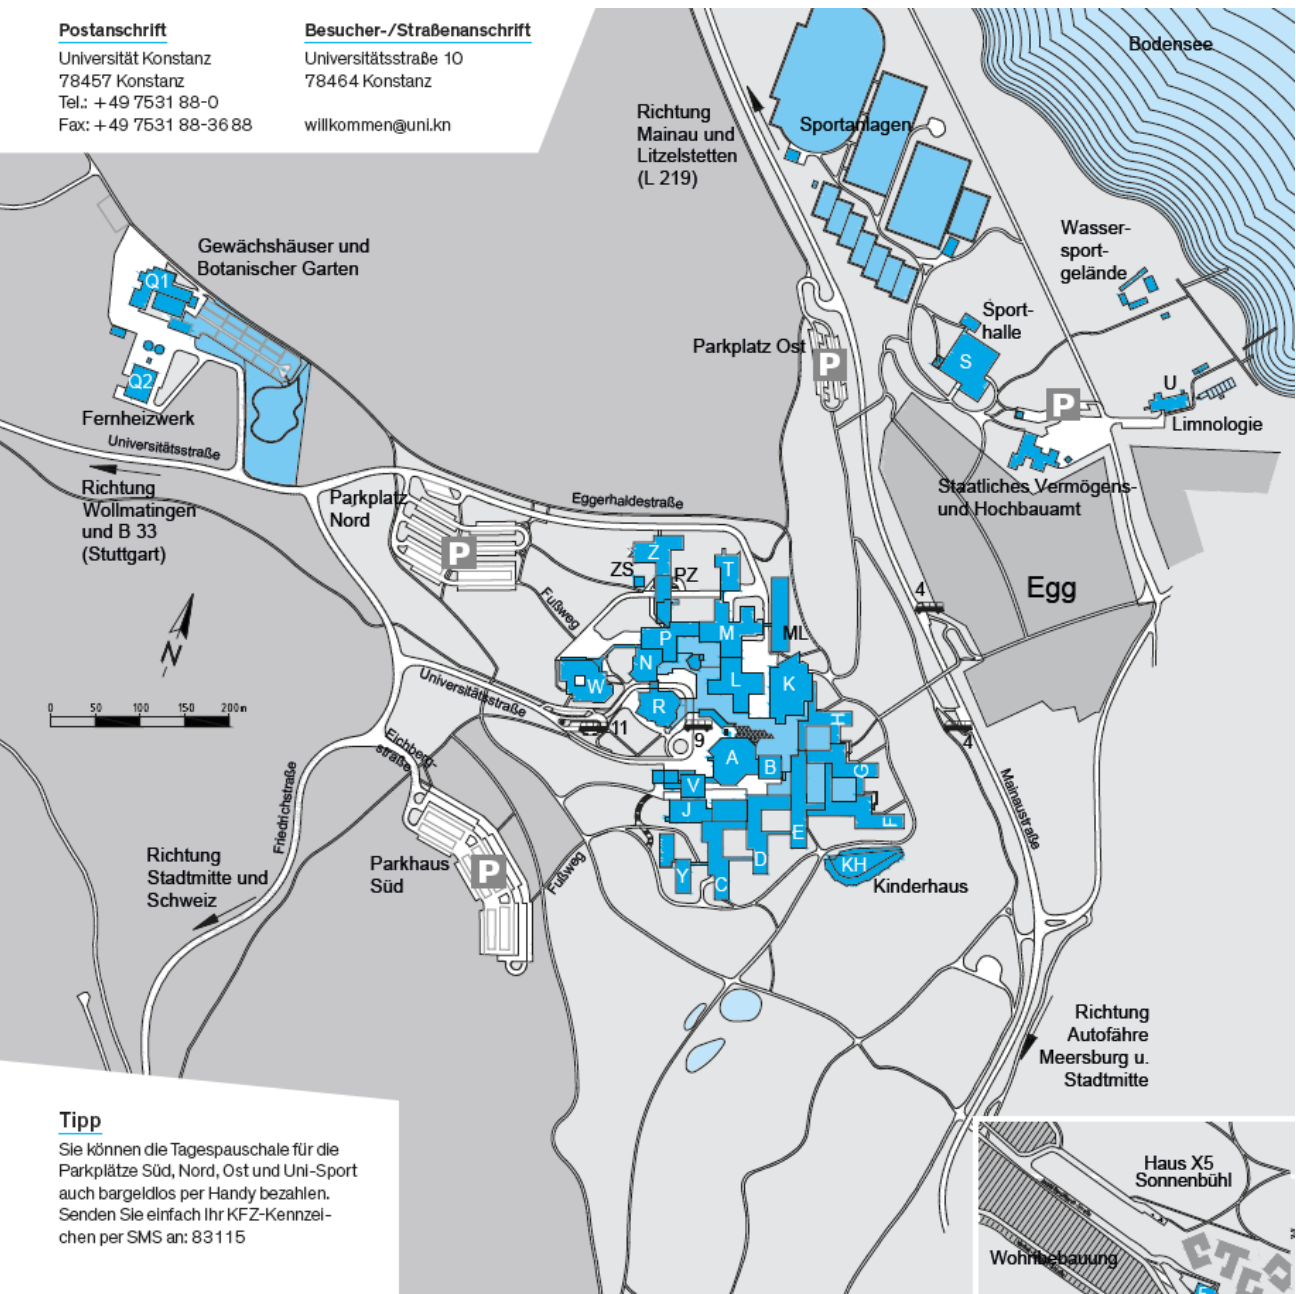 Postanschrift
Universität Konstanz
78457 Konstanz
Tel.: +49 7531 88-0
Fax: +49 7531 88-36 88
Besucher-/Straßenanschrift
Universitätsstraße 10
78464 Konstanz
willkommen@uni.kn
Bodensee
Richtung
Mainau und
Litzelstetten
(L 219)
Sportanlagen
Wasser-
sport-
gelände
Gewächshäuser und
Botanischer Garten
Q1
Q2
Fernheizwerk
Universitätsstraße
Richtung
Wollmatingen
und B 33
(Stuttgart)
Parkplatz
Nord
P
Eggerhaldestraße
Parkplatz Ost
P
Sport-
halle
S
P
U
Limnologie
Staatliches Vermögens-
und Hochbauamt
Egg
4
4
Fußweg
ZS
Z
PZ
T
P
M
ML
N
W
L
K
R
11
9
A
B
H
G
V
J
E
F
D
Y
C
KH
Kinderhaus
N
0 50 100 150 200 m
Universitätsstraße
Eichberg-
straße
Friedrichstraße
Mainaustraße
Richtung
Stadtmitte und
Schweiz
Parkhaus
Süd
P
Fußweg
Richtung
Autofähre
Meersburg u.
Stadtmitte
Tipp
Sie können die Tagespauschale für die
Parkplätze Süd, Nord, Ost und Uni-Sport
auch bargeldlos per Handy bezahlen.
Senden Sie einfach Ihr KFZ-Kennzei-
chen per SMS an: 83115
Haus X5
Sonnenbühl
Wohnbebauung